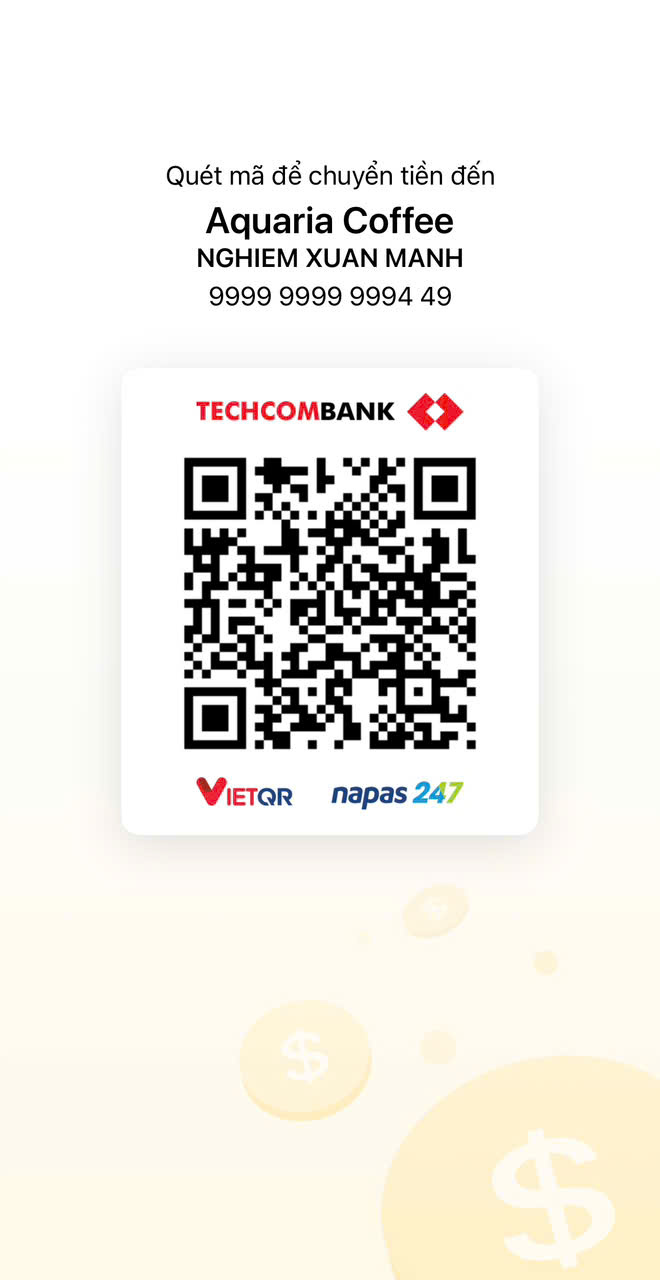 Quét mã để chuyển tiền đến
Aquaria Coffee
NGHIEM XUAN MANH
9999 9999 9994 49
TECHCOMBANK
VIETQR
napas 247
$
$